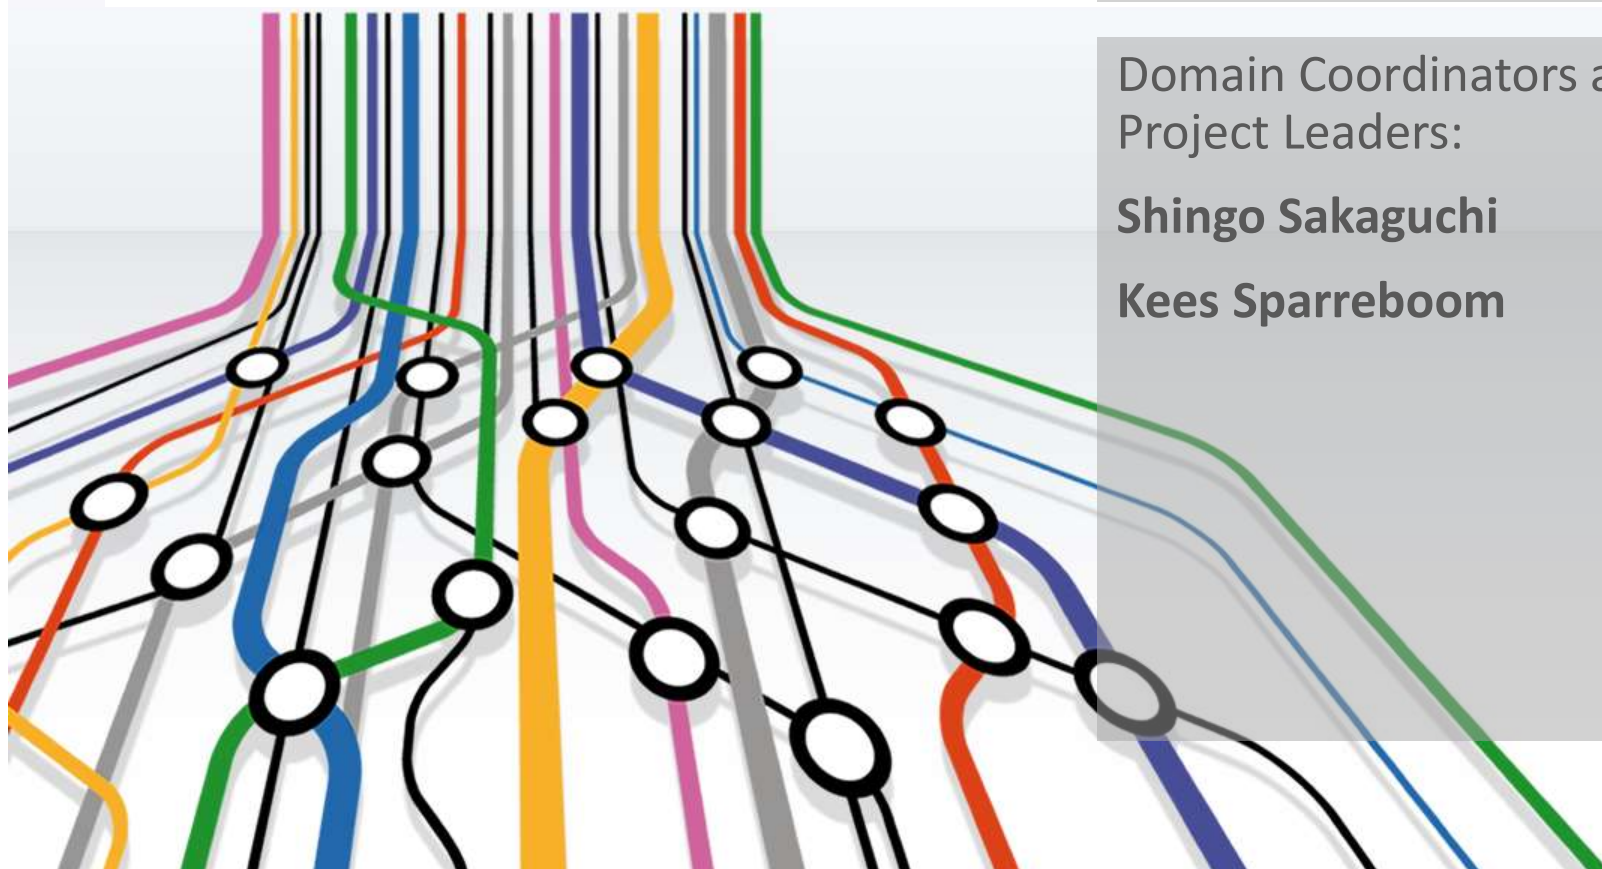 Domain Coordinators
Project Leaders:
Shingo Sakaguchi
Kees Sparreboom